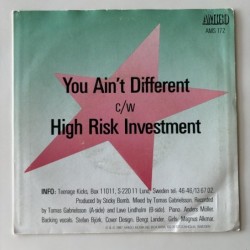 AMIGO
AMS 172
You Ain't Different
c/w
High Risk Investment
INFO: Teenage Kicks, Box 11011, S-220 11 Lund, Sweden tel. 46-46/13 67 02
Produced by Sticky Bomb. Mixed by Tomas Gabrielsson. Recorded
by Tomas Gabrielsson (A-side) and Lave Lindholm (B-side). Piano: Anders Möller.
Backing vocals: Stefan Björk. Cover Design: Bengt Lander. Girls: Magnus Alkmar.